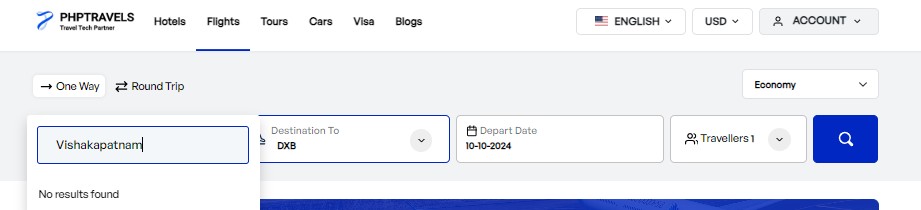 PHPTRAVELS
Travel Tech Partner
Hotels Flights Tours Cars Visa Blogs
ENGLISH USD ACCOUNT
One Way Round Trip
Economy
Vishakapatnam
Destination To
DXB
Depart Date
10-10-2024
Travellers 1
No results found